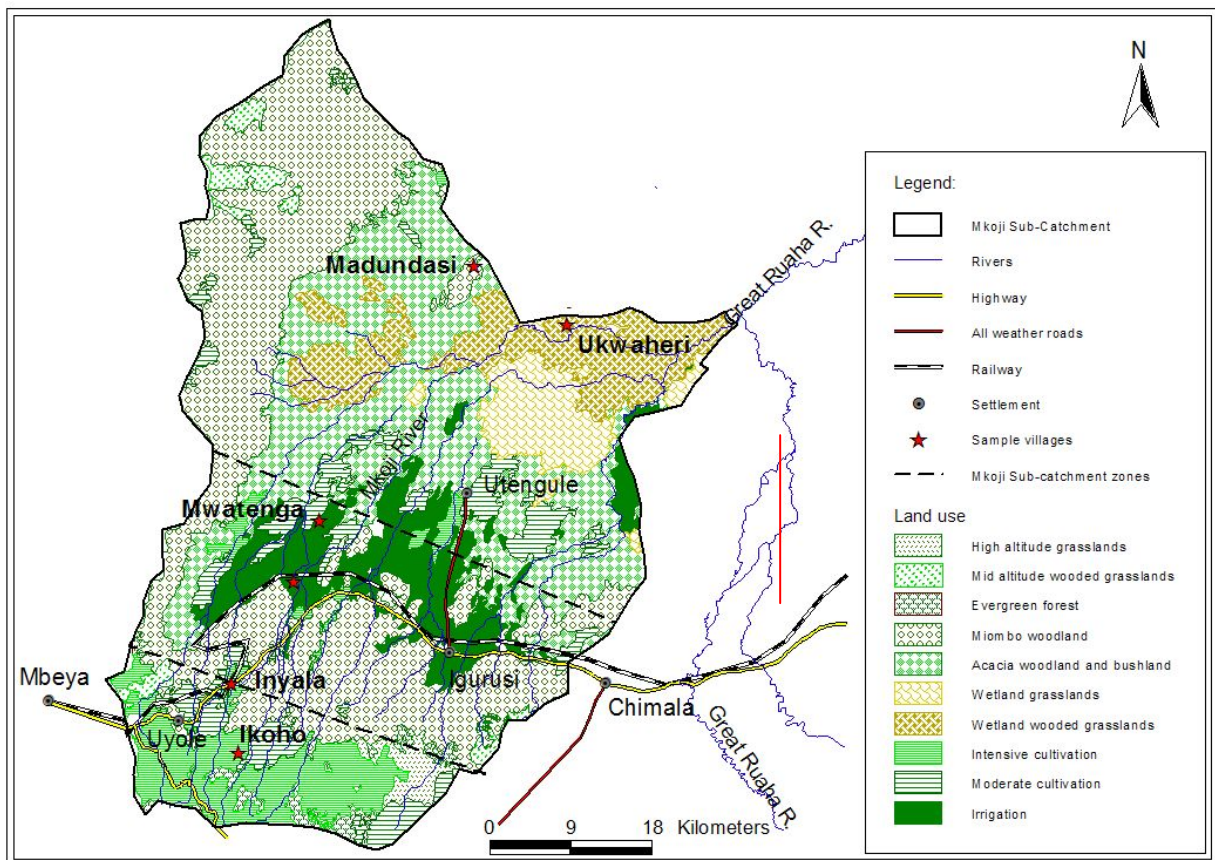 N
Madundasi
Great Ruaha R.
Ukwaheri
Mkoji River
Utengule
Mwatenga
Mbeya
Inyala
Igurusi
Chimala
Uyole
Ikoho
Great Ruaha R.
0 9 18 Kilometers
Legend:
Mkoji Sub-Catchment
Rivers
Highway
All weather roads
Railway
Settlement
Sample villages
Mkoji Sub-catchment zones
Land use
High altitude grasslands
Mid altitude wooded grasslands
Evergreen forest
Miombo woodland
Acacia woodland and bushland
Wetland grasslands
Wetland wooded grasslands
Intensive cultivation
Moderate cultivation
Irrigation